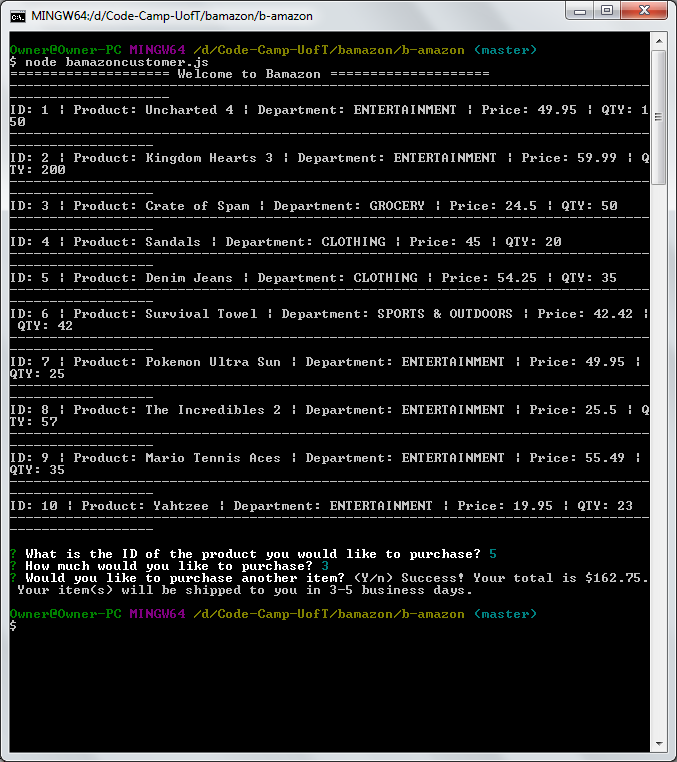 MINGW64:/d/Code-Camp-UofT/bamazon/b-amazon
Owner@Owner-PC MINGW64 /d/Code-Camp-UofT/bamazon/b-amazon (master)
$ node bamazoncustomer.js
==================== Welcome to Bamazon ====================
ID: 1 | Product: Uncharted 4 | Department: ENTERTAINMENT | Price: 49.95 | QTY: 1
50
ID: 2 | Product: Kingdom Hearts 3 | Department: ENTERTAINMENT | Price: 59.99 | Q
TY: 200
ID: 3 | Product: Crate of Spam | Department: GROCERY | Price: 24.5 | QTY: 50
ID: 4 | Product: Sandals | Department: CLOTHING | Price: 45 | QTY: 20
ID: 5 | Product: Denim Jeans | Department: CLOTHING | Price: 54.25 | QTY: 35
ID: 6 | Product: Survival Towel | Department: SPORTS & OUTDOORS | Price: 42.42 |
QTY: 42
ID: 7 | Product: Pokemon Ultra Sun | Department: ENTERTAINMENT | Price: 49.95 |
QTY: 25
ID: 8 | Product: The Incredibles 2 | Department: ENTERTAINMENT | Price: 25.5 | Q
TY: 57
ID: 9 | Product: Mario Tennis Aces | Department: ENTERTAINMENT | Price: 55.49 |
QTY: 35
ID: 10 | Product: Yahtzee | Department: ENTERTAINMENT | Price: 19.95 | QTY: 23
? What is the ID of the product you would like to purchase? 5
? How much would you like to purchase? 3
? Would you like to purchase another item? (Y/n) Success! Your total is $162.75.
Your item(s) will be shipped to you in 3-5 business days.
Owner@Owner-PC MINGW64 /d/Code-Camp-UofT/bamazon/b-amazon (master)
$